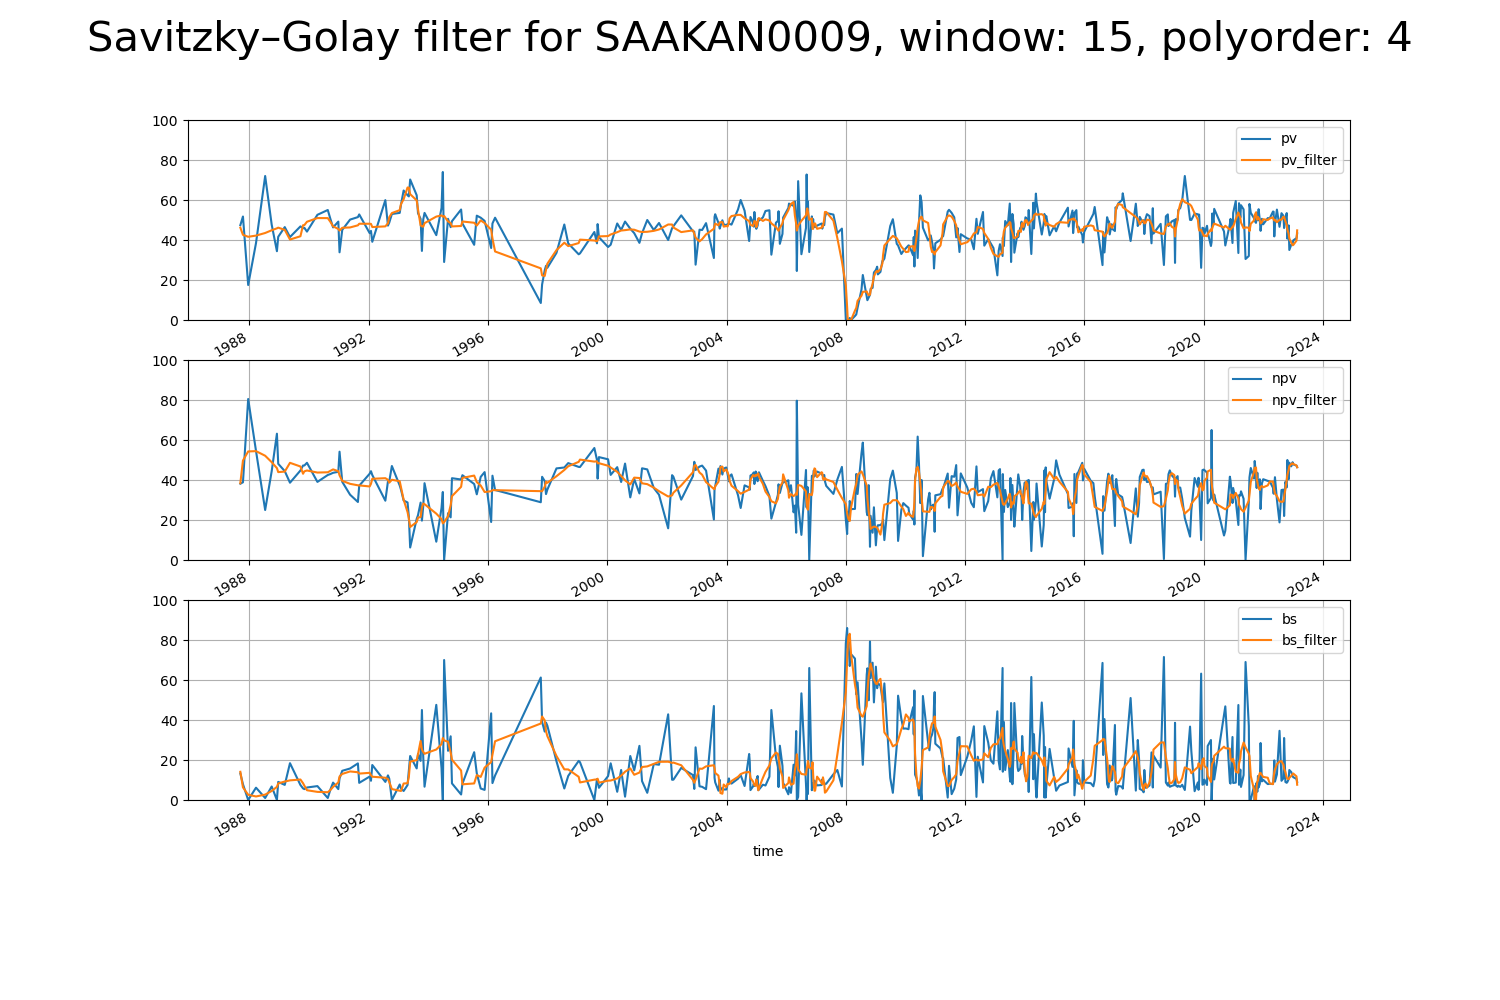 Savitzky–Golay filter for SAAKAN0009, window: 15, polyorder: 4
100
80
60
40
20
0
pv
pv_filter
1988 1992 1996 2000 2004 2008 2012 2016 2020 2024
100
80
60
40
20
0
npv
npv_filter
1988 1992 1996 2000 2004 2008 2012 2016 2020 2024
100
80
60
40
20
0
bs
bs_filter
1988 1992 1996 2000 2004 2008 2012 2016 2020 2024
time